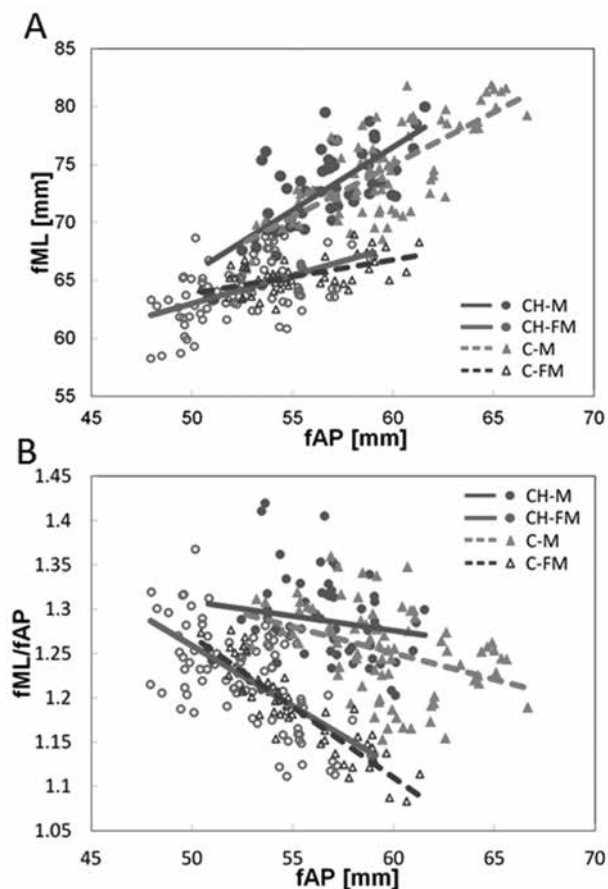 A
85
80
75
70
65
60
55
fML [mm]
CH-M
CH-FM
C-M
C-FM
45 50 55 60 65 70
fAP [mm]
B
1.45
1.4
1.35
1.3
1.25
1.2
1.15
1.1
1.05
fML/fAP
CH-M
CH-FM
C-M
C-FM
45 50 55 60 65 70
fAP [mm]